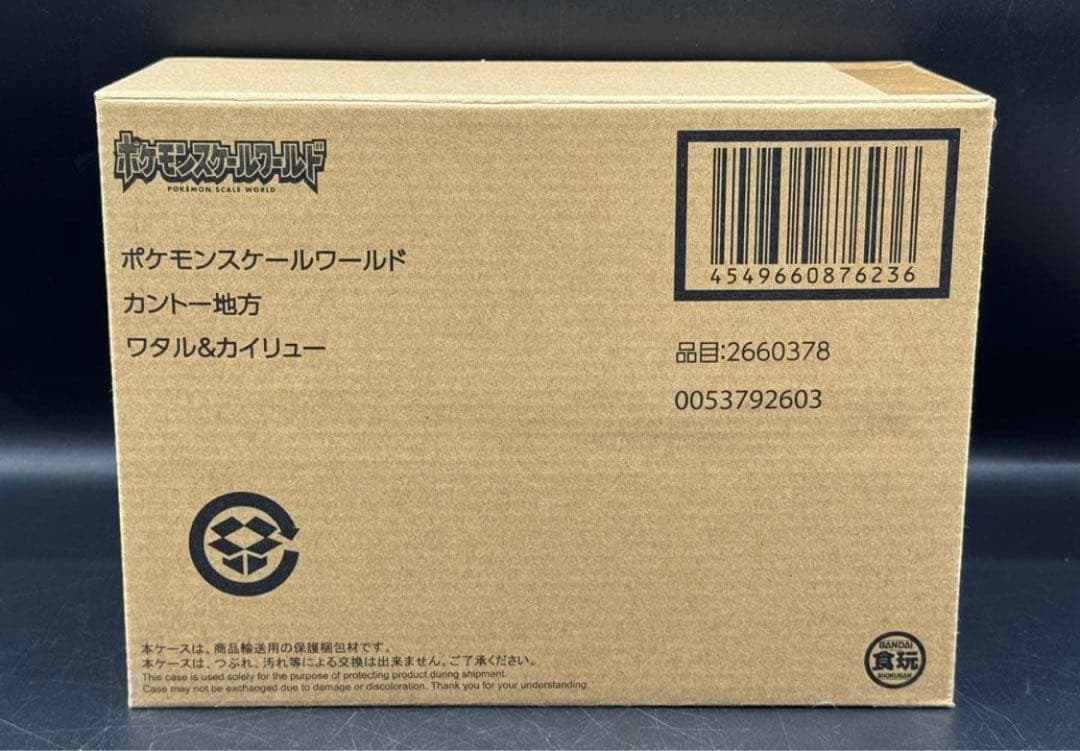 ポケモンスケールワールド
POKÉMON SCALE WORLD
ポケモンスケールワールド
カントー地方
ワタル&カイリュー
4549660876236
品目:2660378
0053792603
本ケースは、商品輸送用の保護梱包材です。
本ケースは、つぶれ、汚れ等による交換は出来ません。ご了承ください。
This case is used solely for the purpose of protecting product during shipment.
Case may not be exchanged due to damage or discoloration. Thank you for your understanding.
BANDAI
食玩
SHOKUGAN